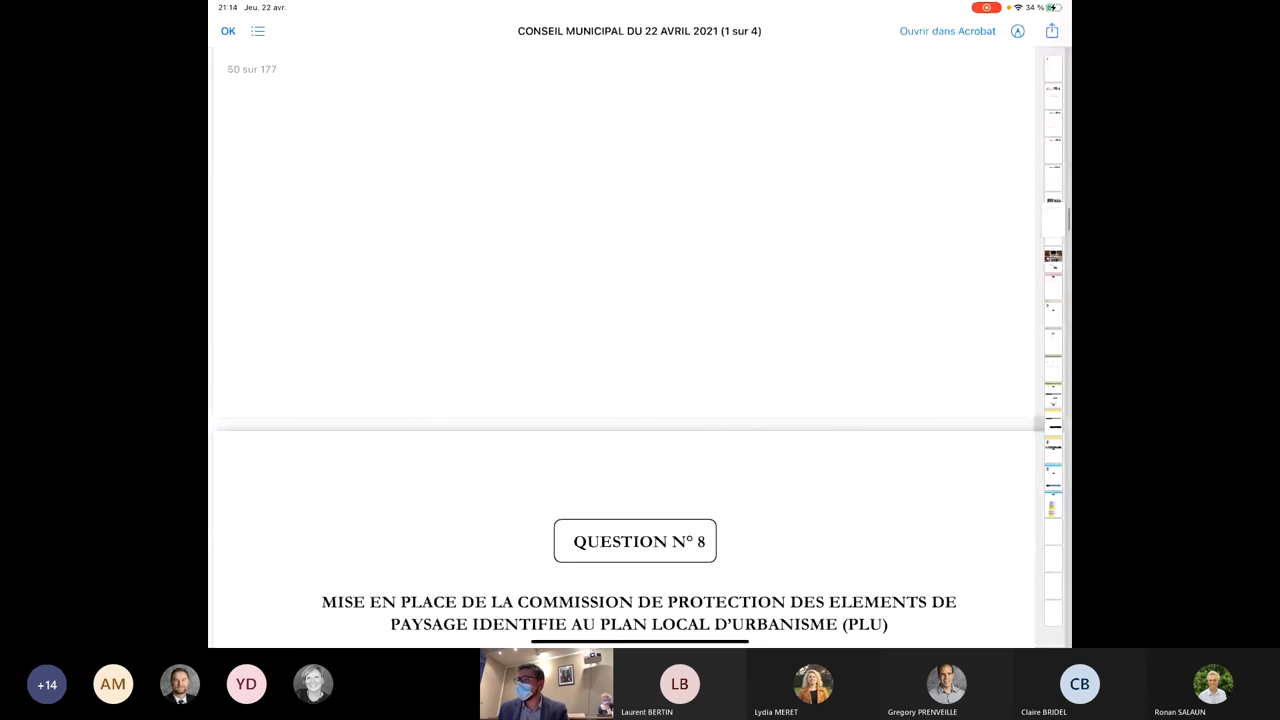 21:14 Jeu. 22 avr.
34 %
OK
CONSEIL MUNICIPAL DU 22 AVRIL 2021 (1 sur 4)
Ouvrir dans Acrobat
50 sur 177
QUESTION N° 8
MISE EN PLACE DE LA COMMISSION DE PROTECTION DES ELEMENTS DE
PAYSAGE IDENTIFIE AU PLAN LOCAL D'URBANISME (PLU)
+14
AM
YD
LB
CB
Laurent BERTIN
Lydia MERET
Gregory PRENVEILLE
Claire BRIDEL
Ronan SALAUN